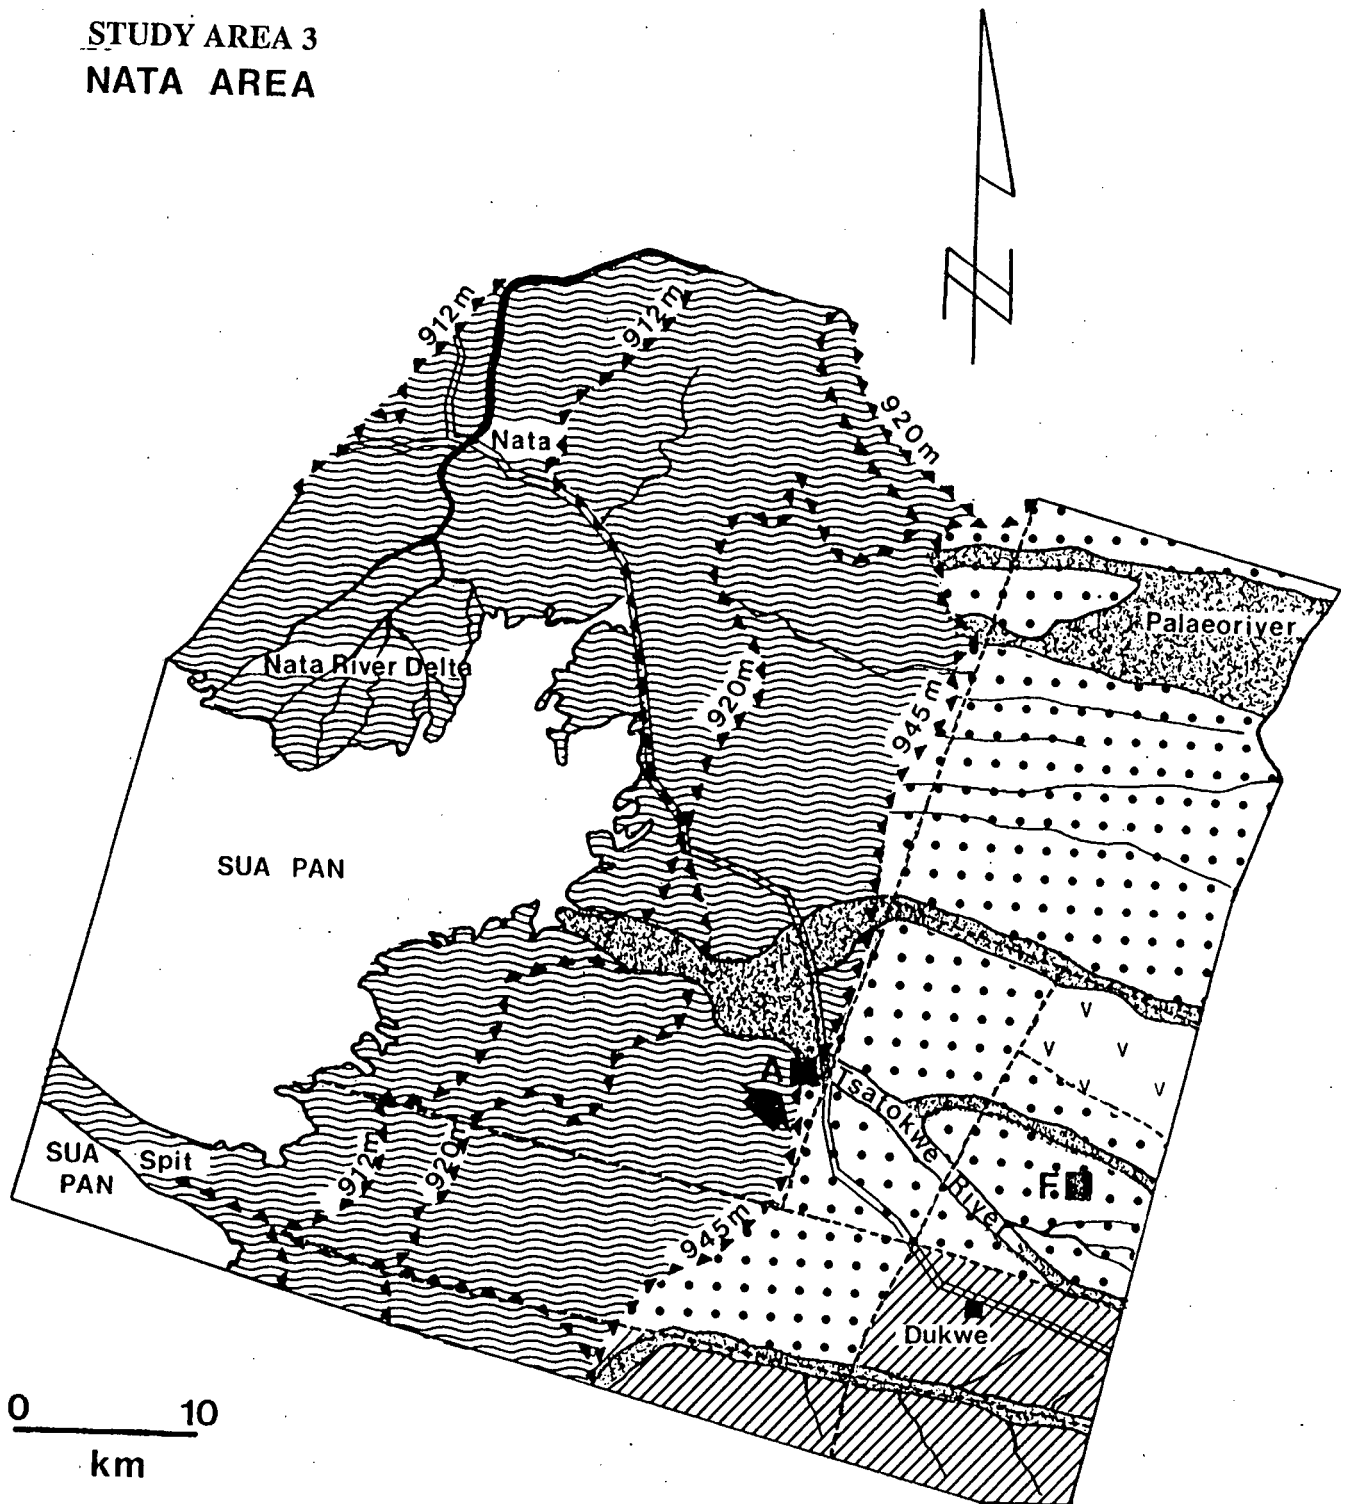 STUDY AREA 3
NATA AREA
912m
912m
920m
Nata
Palaeoriver
Nata River Delta
920m
945m
SUA PAN
A
Tsatokwe River
v v v v v
F
SUA
PAN
Spit
912m
920
945m
Dukwe
0 10
km